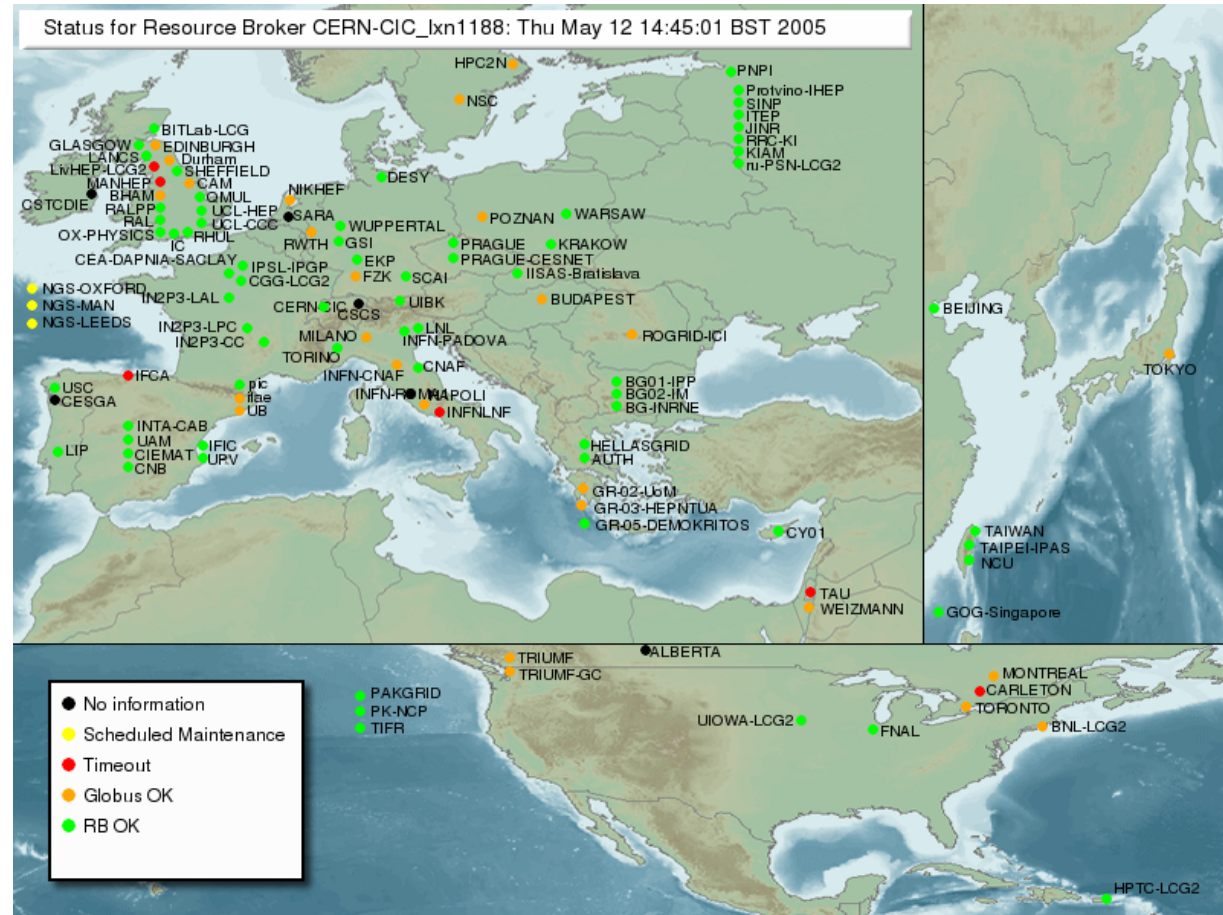 Status for Resource Broker CERN-CIC_lxn1188: Thu May 12 14:45:01 BST 2005
HPC2N
NSC
PNPI
Protvino-IHEP
SINP
ITEP
JINR
RRC-KI
KIAM
ru-PSN-LCG2
BITLab-LCG
GLASGOW
EDINBURGH
LANCS
Durham
LivHEP-LCG2
SHEFFIELD
MANHEP
CAM
CSTCDIE
BHAM
QMUL
RALPP
UCL-HEP
RAL
UCL-CCC
OX-PHYSICS
IC
RHUL
DESY
NIKHEF
SARA
RWTH
WUPPERTAL
GSI
EKP
FZK
SCAI
POZNAN
WARSAW
PRAGUE
KRAKOW
PRAGUE-CESNET
IISAS-Bratislava
BUDAPEST
ROGRID-ICI
CEA-DAPNIA-SACLAY
IPSL-IPGP
CGG-LCG2
IN2P3-LAL
NGS-OXFORD
NGS-MAN
NGS-LEEDS
CERN-CIC
CSCS
UIBK
IN2P3-LPC
IN2P3-CC
MILANO
LNL
INFN-PADOVA
TORINO
INFN-CNAF
CNAF
IFCA
USC
CESGA
pic
ifae
UB
NAPOLI
INFNLNF
INTA-CAB
UAM
CIEMAT
CNB
LIP
IFIC
UPV
BG01-IPP
BG02-IM
BG-INRNE
HELLASGRID
AUTH
GR-02-UoM
GR-03-HEPNTUA
GR-05-DEMOKRITOS
CY01
TAU
WEIZMANN
BEIJING
TOKYO
TAIWAN
TAIPEI-IPAS
NCU
GOG-Singapore
No information
Scheduled Maintenance
Timeout
Globus OK
RB OK
PAKGRID
PK-NCP
TIFR
TRIUMF
TRIUMF-GC
ALBERTA
UIOWA-LCG2
FNAL
MONTREAL
CARLETON
TORONTO
BNL-LCG2
HPTC-LCG2